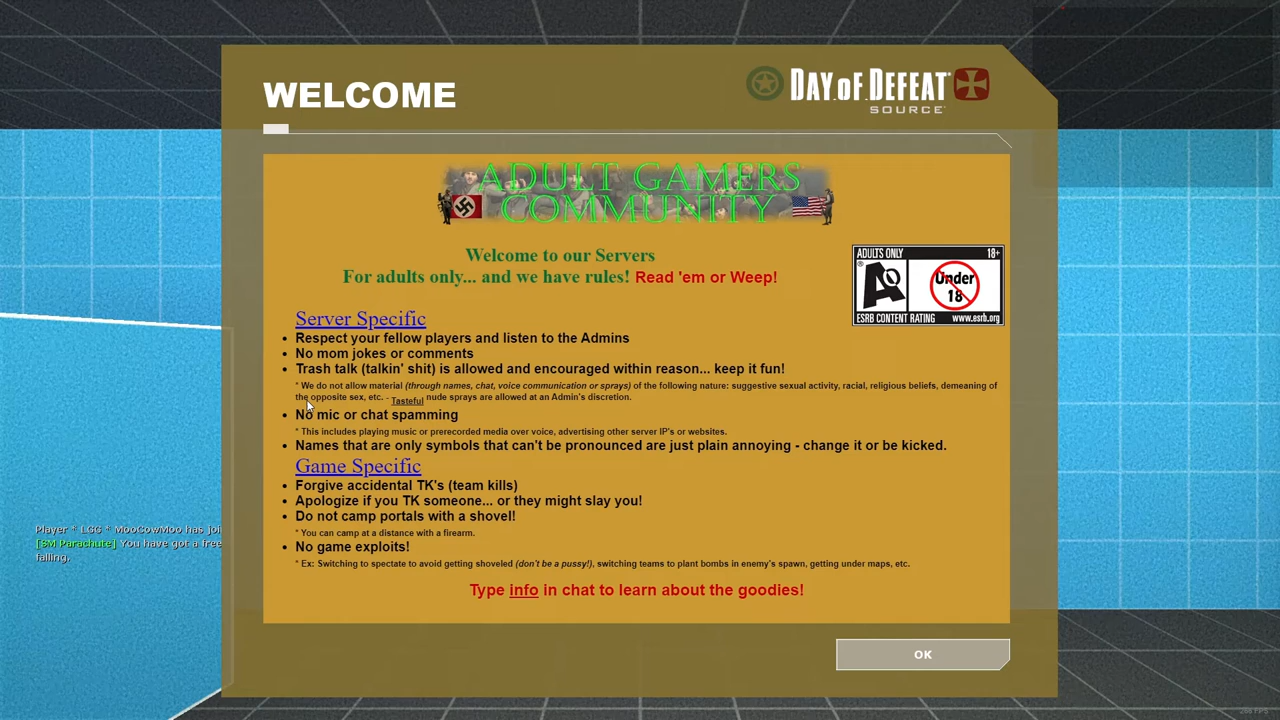 WELCOME
DAY OF DEFEAT
SOURCE
ADULT GAMERS
COMMUNITY
Welcome to our Servers
For adults only... and we have rules! Read 'em or Weep!
ADULTS ONLY 18+
A
Under
18
ESRB CONTENT RATING www.esrb.org
Server Specific
• Respect your fellow players and listen to the Admins
• No mom jokes or comments
• Trash talk (talkin' shit) is allowed and encouraged within reason... keep it fun!
* We do not allow material (through names, chat, voice communication or sprays) of the following nature: suggestive sexual activity, racial, religious beliefs, demeaning of
the opposite sex, etc. - Tasteful nude sprays are allowed at an Admin's discretion.
• No mic or chat spamming
* This includes playing music or prerecorded media over voice, advertising other server IP's or websites.
• Names that are only symbols that can't be pronounced are just plain annoying - change it or be kicked.
Game Specific
• Forgive accidental TK's (team kills)
• Apologize if you TK someone... or they might slay you!
• Do not camp portals with a shovel!
* You can camp at a distance with a firearm.
• No game exploits!
* Ex: Switching to spectate to avoid getting shoveled (don't be a pussy!), switching teams to plant bombs in enemy's spawn, getting under maps, etc.
Type info in chat to learn about the goodies!
OK
Player * LGG * MooCowMoo has joi
[SM Parachute] You have got a free
falling.